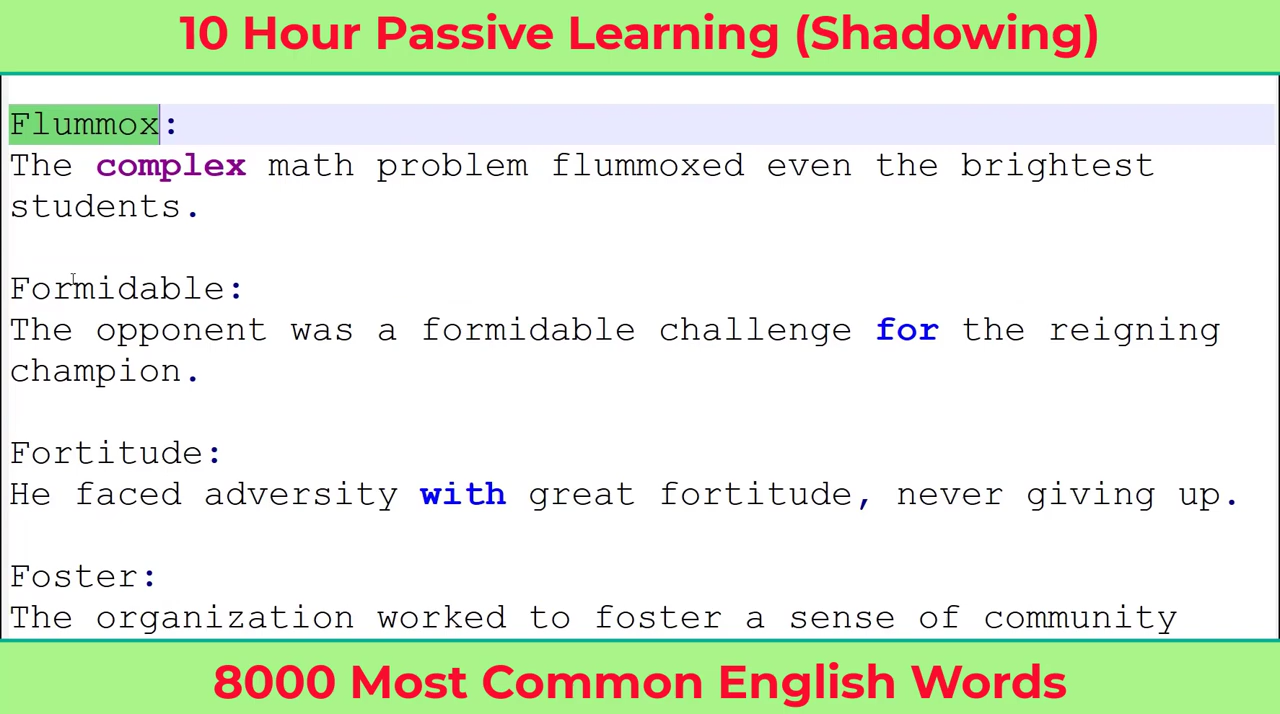 10 Hour Passive Learning (Shadowing)
Flummox:
The complex math problem flummoxed even the brightest
students.
Formidable:
The opponent was a formidable challenge for the reigning
champion.
Fortitude:
He faced adversity with great fortitude, never giving up.
Foster:
The organization worked to foster a sense of community
8000 Most Common English Words